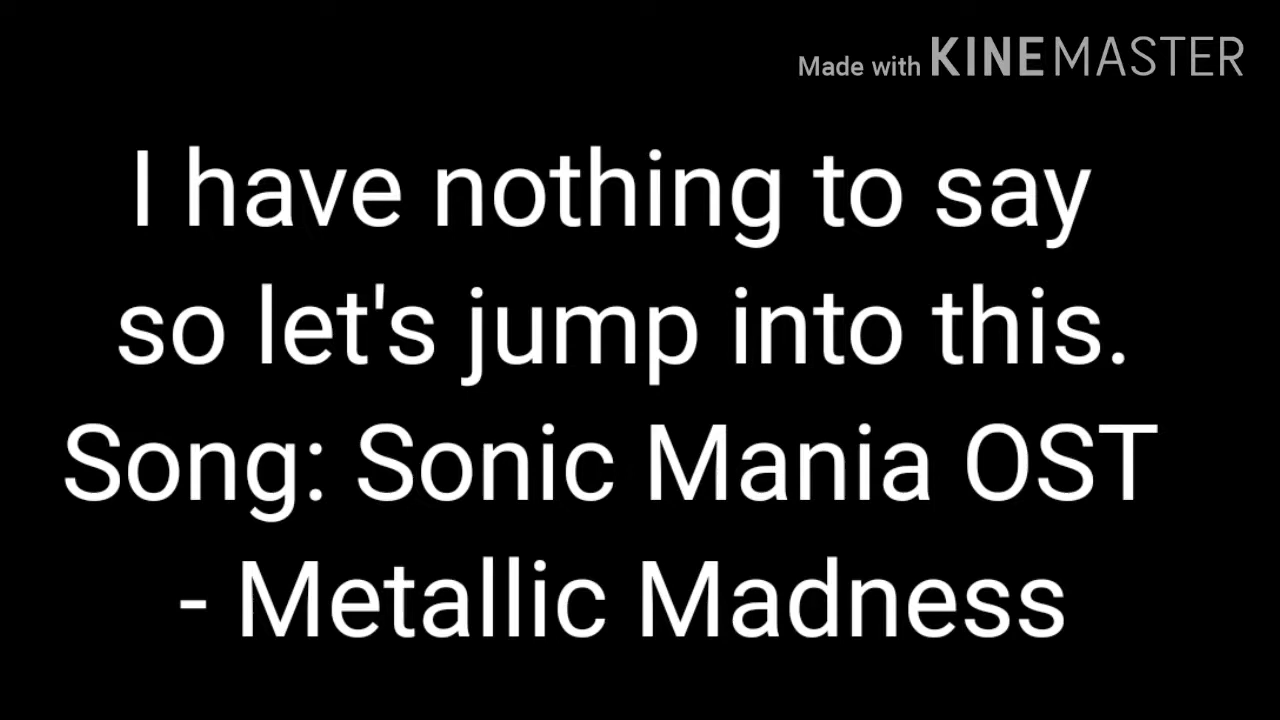 Made with KINEMASTER
I have nothing to say
so let's jump into this.
Song: Sonic Mania OST
- Metallic Madness